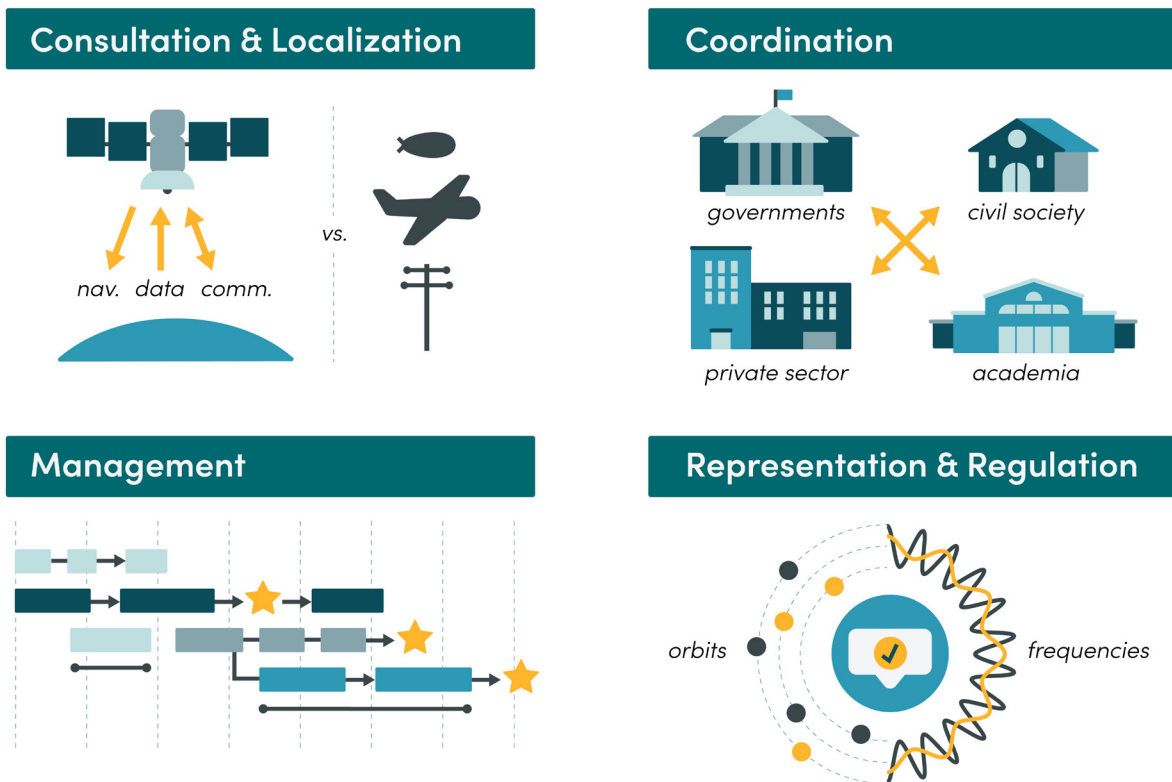 Consultation & Localization
nav. data comm.
vs.
Coordination
governments
civil society
private sector
academia
Management
Representation & Regulation
orbits
frequencies